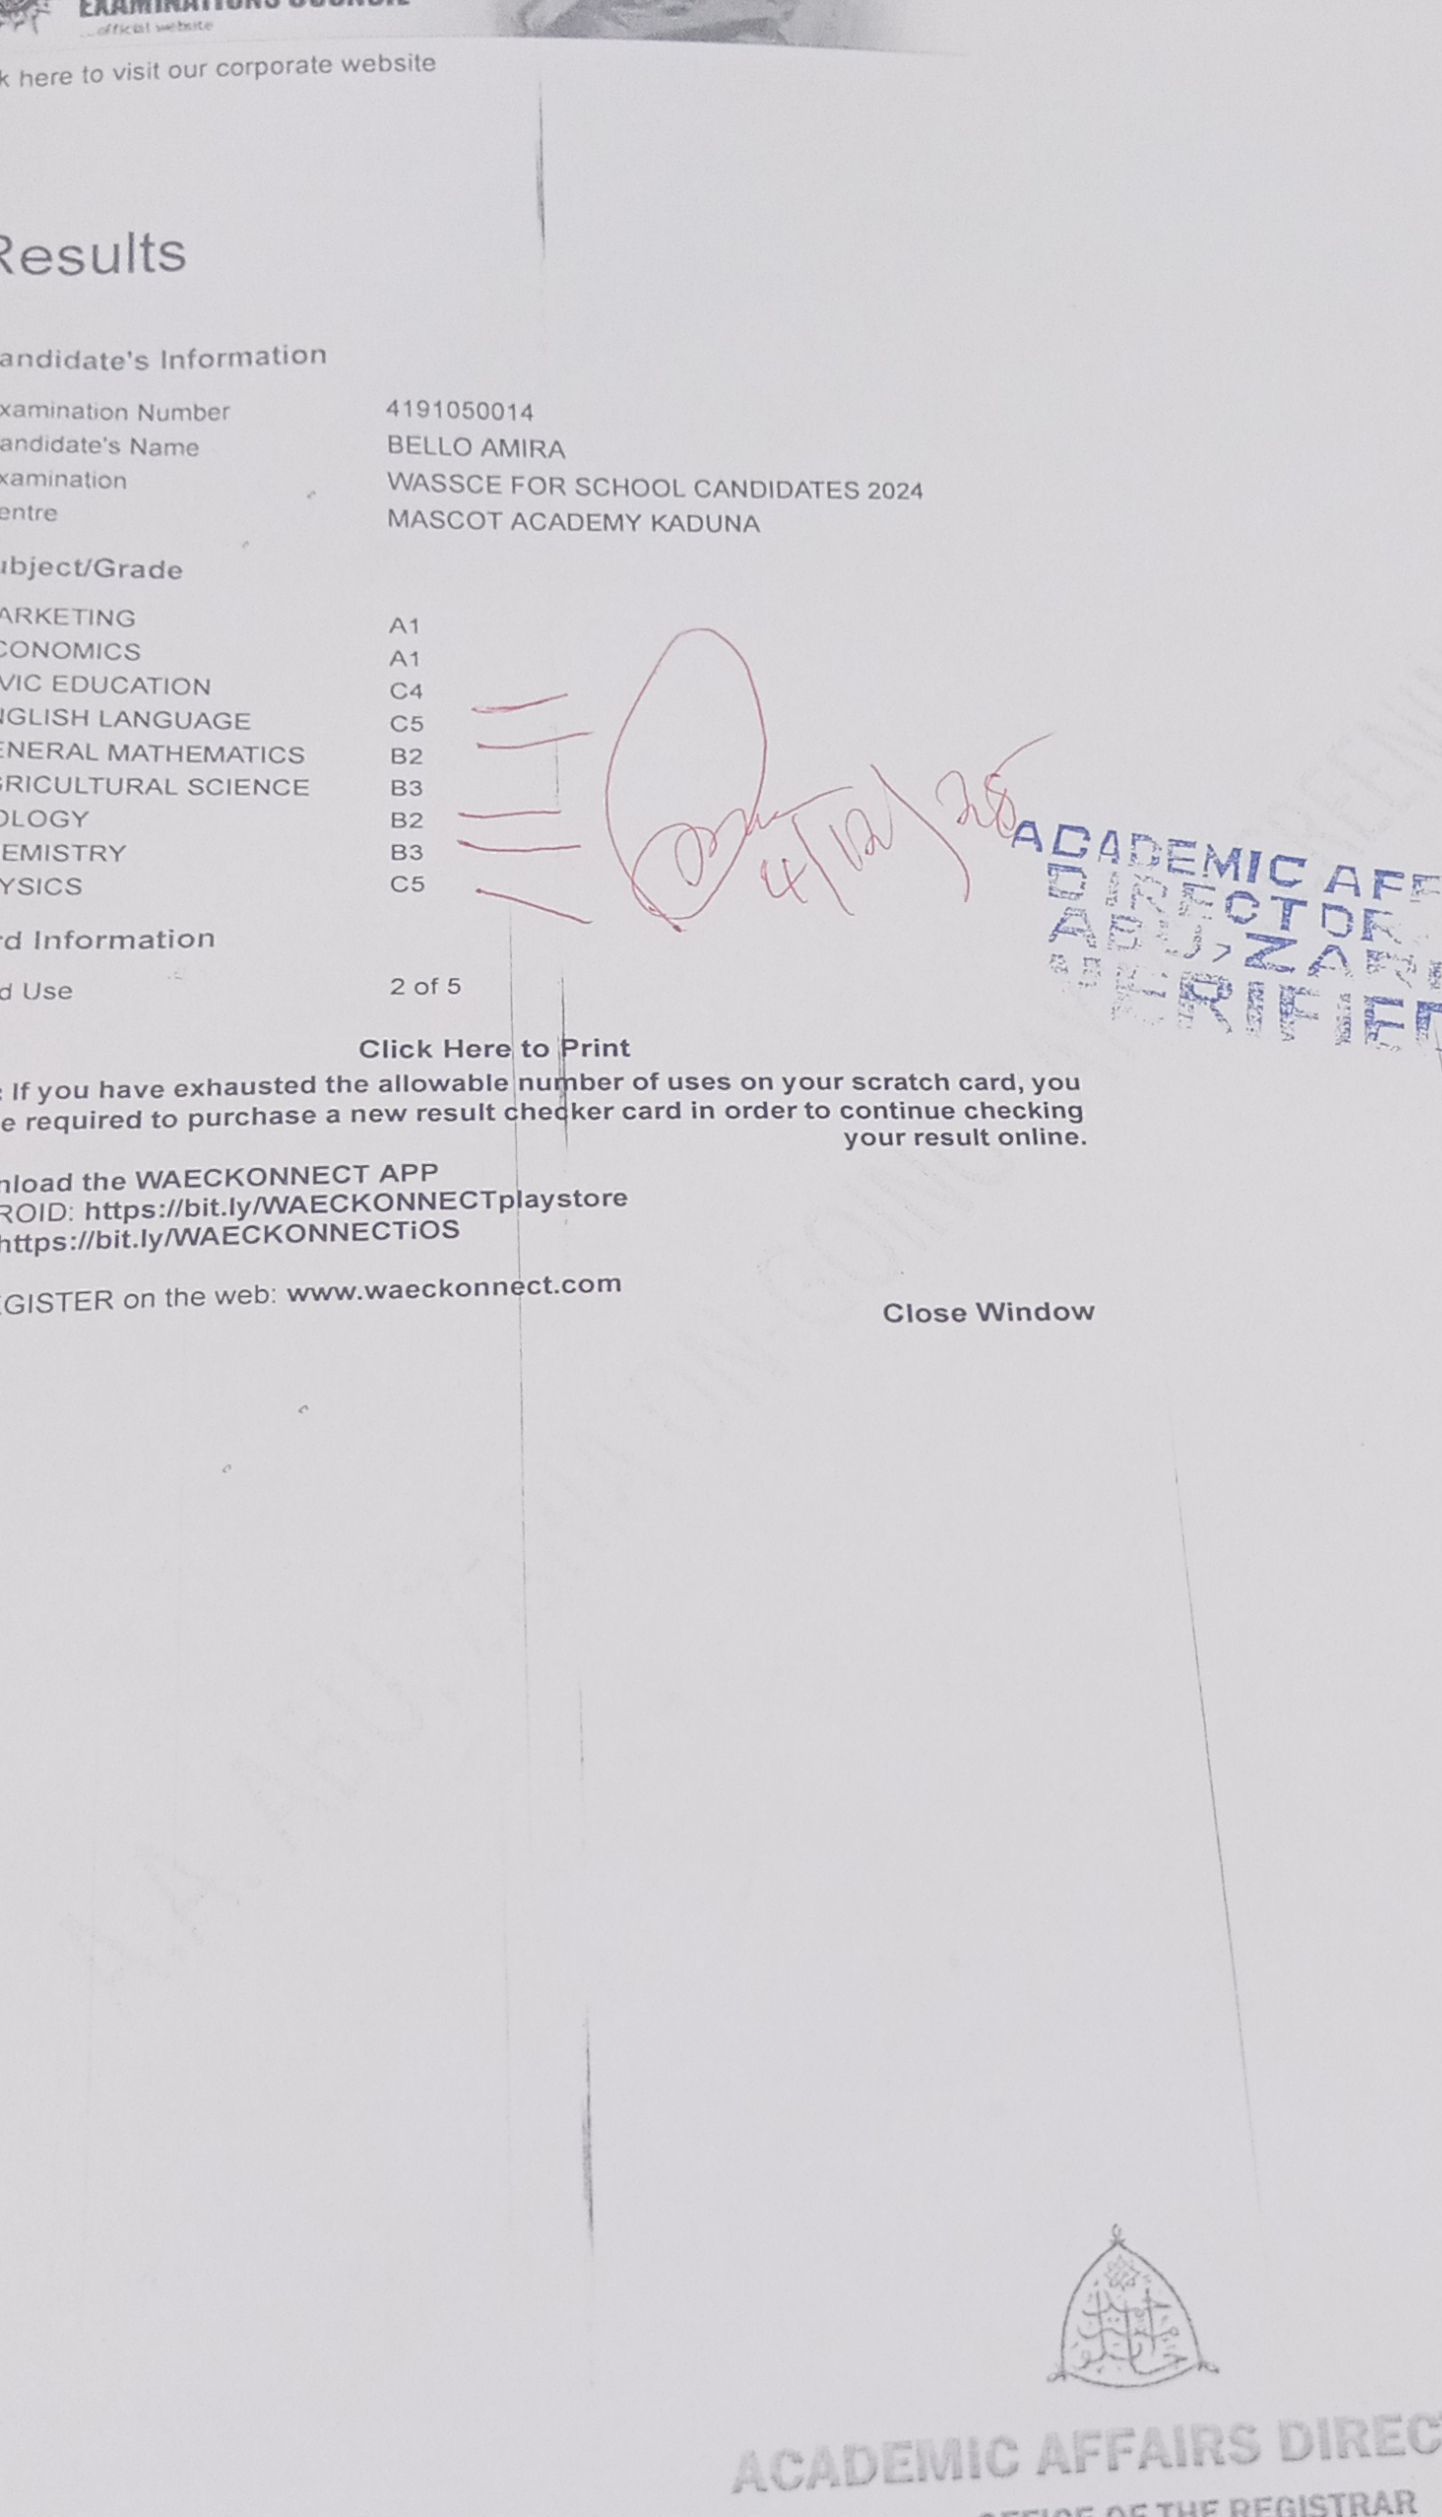 EXAMINATIONS COUNCIL
...offical website
k here to visit our corporate website
Results
andidate's Information
xamination Number 4191050014
andidate's Name BELLO AMIRA
xamination WASSCE FOR SCHOOL CANDIDATES 2024
entre MASCOT ACADEMY KADUNA
ubject/Grade
ARKETING A1
CONOMICS A1
VIC EDUCATION C4
NGLISH LANGUAGE C5
ENERAL MATHEMATICS B2
GRICULTURAL SCIENCE B3
OLOGY B2
EMISTRY B3
YSICS C5
4/12/25
ACADEMIC AFF
DIRECTOR
ABU, ZARI
VERIFIED
rd Information
d Use 2 of 5
Click Here to Print
: If you have exhausted the allowable number of uses on your scratch card, you
e required to purchase a new result checker card in order to continue checking
your result online.
nload the WAECKONNECT APP
ROID: https://bit.ly/WAECKONNECTplaystore
https://bit.ly/WAECKONNECTiOS
EGISTER on the web: www.waeckonnect.com
Close Window
ACADEMIC AFFAIRS DIREC
OFFICE OF THE REGISTRAR